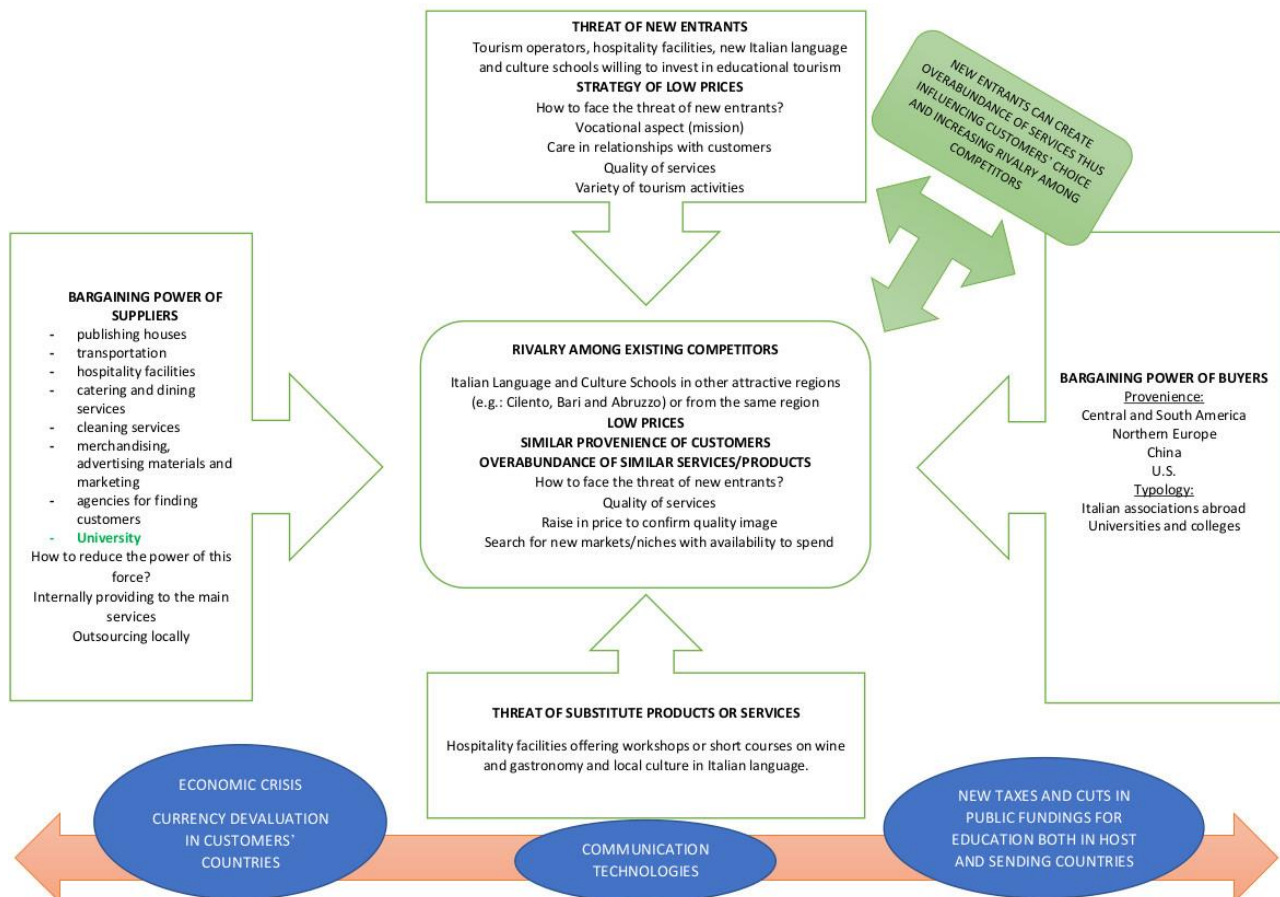 THREAT OF NEW ENTRANTS
Tourism operators, hospitality facilities, new Italian language
and culture schools willing to invest in educational tourism
STRATEGY OF LOW PRICES
How to face the threat of new entrants?
Vocational aspect (mission)
Care in relationships with customers
Quality of services
Variety of tourism activities
NEW ENTRANTS CAN CREATE
OVERABUNDANCE OF SERVICES THUS
INFLUENCING CUSTOMERS' CHOICE
AND INCREASING RIVALRY AMONG
COMPETITORS
BARGAINING POWER OF
SUPPLIERS
- publishing houses
- transportation
- hospitality facilities
- catering and dining
services
- cleaning services
- merchandising,
advertising materials and
marketing
- agencies for finding
customers
- University
How to reduce the power of this
force?
Internally providing to the main
services
Outsourcing locally
RIVALRY AMONG EXISTING COMPETITORS
Italian Language and Culture Schools in other attractive regions
(e.g.: Cilento, Bari and Abruzzo) or from the same region
LOW PRICES
SIMILAR PROVENIENCE OF CUSTOMERS
OVERABUNDANCE OF SIMILAR SERVICES/PRODUCTS
How to face the threat of new entrants?
Quality of services
Raise in price to confirm quality image
Search for new markets/niches with availability to spend
BARGAINING POWER OF BUYERS
Provenience:
Central and South America
Northern Europe
China
U.S.
Typology:
Italian associations abroad
Universities and colleges
THREAT OF SUBSTITUTE PRODUCTS OR SERVICES
Hospitality facilities offering workshops or short courses on wine
and gastronomy and local culture in Italian language.
ECONOMIC CRISIS
CURRENCY DEVALUATION
IN CUSTOMERS'
COUNTRIES
COMMUNICATION
TECHNOLOGIES
NEW TAXES AND CUTS IN
PUBLIC FUNDINGS FOR
EDUCATION BOTH IN HOST
AND SENDING COUNTRIES